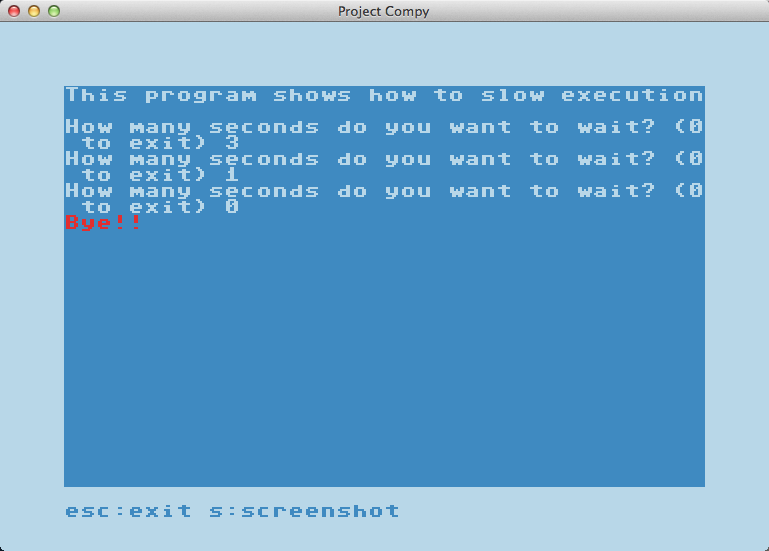 Project Compy
This program shows how to slow execution
How many seconds do you want to wait? (0
to exit) 3
How many seconds do you want to wait? (0
to exit) 1
How many seconds do you want to wait? (0
to exit) 0
Bye!!
esc:exit s:screenshot